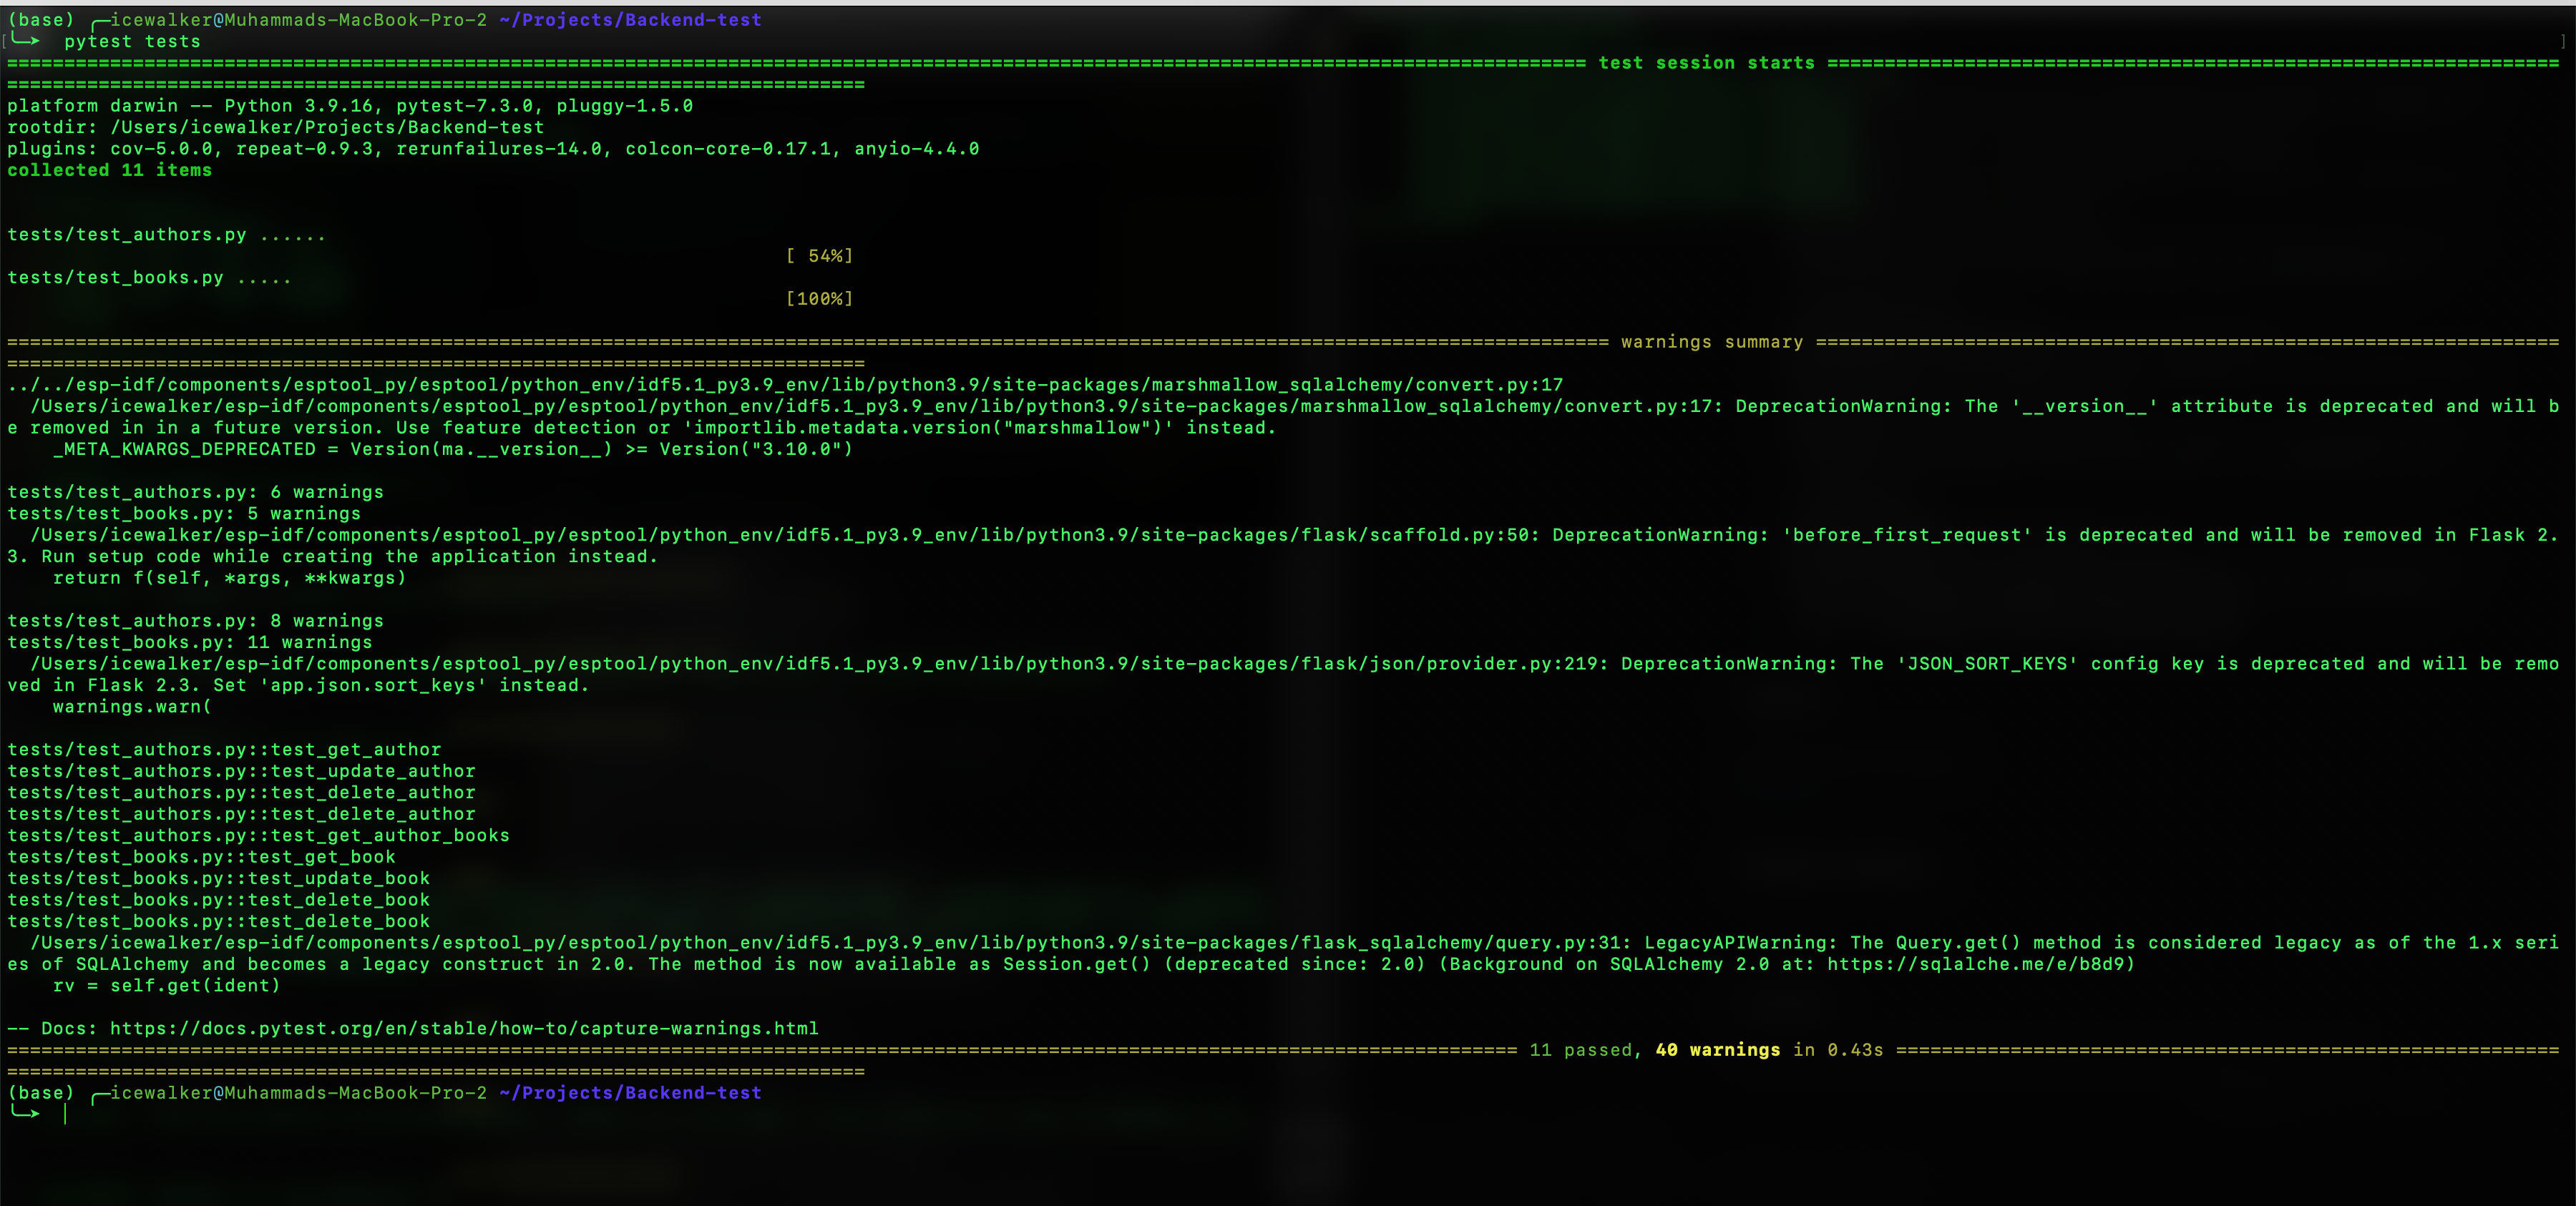 (base) ╭─icewalker@Muhammads-MacBook-Pro-2 ~/Projects/Backend-test
[╰─➤  pytest tests ]
========================================================================================================================================== test session starts ================================================================
===========================================================================
platform darwin -- Python 3.9.16, pytest-7.3.0, pluggy-1.5.0
rootdir: /Users/icewalker/Projects/Backend-test
plugins: cov-5.0.0, repeat-0.9.3, rerunfailures-14.0, colcon-core-0.17.1, anyio-4.4.0
collected 11 items
tests/test_authors.py ......
[ 54%]
tests/test_books.py .....
[100%]
============================================================================================================================================ warnings summary =================================================================
===========================================================================
../../esp-idf/components/esptool_py/esptool/python_env/idf5.1_py3.9_env/lib/python3.9/site-packages/marshmallow_sqlalchemy/convert.py:17
  /Users/icewalker/esp-idf/components/esptool_py/esptool/python_env/idf5.1_py3.9_env/lib/python3.9/site-packages/marshmallow_sqlalchemy/convert.py:17: DeprecationWarning: The '__version__' attribute is deprecated and will b
e removed in in a future version. Use feature detection or 'importlib.metadata.version("marshmallow")' instead.
    _META_KWARGS_DEPRECATED = Version(ma.__version__) >= Version("3.10.0")
tests/test_authors.py: 6 warnings
tests/test_books.py: 5 warnings
  /Users/icewalker/esp-idf/components/esptool_py/esptool/python_env/idf5.1_py3.9_env/lib/python3.9/site-packages/flask/scaffold.py:50: DeprecationWarning: 'before_first_request' is deprecated and will be removed in Flask 2.
3. Run setup code while creating the application instead.
    return f(self, *args, **kwargs)
tests/test_authors.py: 8 warnings
tests/test_books.py: 11 warnings
  /Users/icewalker/esp-idf/components/esptool_py/esptool/python_env/idf5.1_py3.9_env/lib/python3.9/site-packages/flask/json/provider.py:219: DeprecationWarning: The 'JSON_SORT_KEYS' config key is deprecated and will be remo
ved in Flask 2.3. Set 'app.json.sort_keys' instead.
    warnings.warn(
tests/test_authors.py::test_get_author
tests/test_authors.py::test_update_author
tests/test_authors.py::test_delete_author
tests/test_authors.py::test_delete_author
tests/test_authors.py::test_get_author_books
tests/test_books.py::test_get_book
tests/test_books.py::test_update_book
tests/test_books.py::test_delete_book
tests/test_books.py::test_delete_book
  /Users/icewalker/esp-idf/components/esptool_py/esptool/python_env/idf5.1_py3.9_env/lib/python3.9/site-packages/flask_sqlalchemy/query.py:31: LegacyAPIWarning: The Query.get() method is considered legacy as of the 1.x seri
es of SQLAlchemy and becomes a legacy construct in 2.0. The method is now available as Session.get() (deprecated since: 2.0) (Background on SQLAlchemy 2.0 at: https://sqlalche.me/e/b8d9)
    rv = self.get(ident)
-- Docs: https://docs.pytest.org/en/stable/how-to/capture-warnings.html
==================================================================================================================================== 11 passed, 40 warnings in 0.43s ==========================================================
===========================================================================
(base) ╭─icewalker@Muhammads-MacBook-Pro-2 ~/Projects/Backend-test
╰─➤